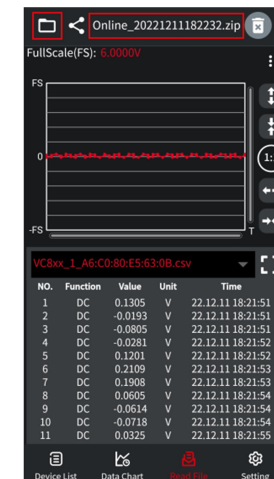 Online_20221211182232.zip
FullScale(FS): 6.0000V
FS
0
-FS
T
1:
VC8xx_1_A6:C0:80:E5:63:0B.csv
NO. Function Value Unit Time
1 DC 0.1305 V 22.12.11 18:21:51
2 DC -0.0193 V 22.12.11 18:21:51
3 DC -0.0805 V 22.12.11 18:21:51
4 DC -0.0281 V 22.12.11 18:21:52
5 DC 0.1201 V 22.12.11 18:21:52
6 DC 0.2109 V 22.12.11 18:21:53
7 DC 0.1908 V 22.12.11 18:21:53
8 DC 0.0605 V 22.12.11 18:21:54
9 DC -0.0614 V 22.12.11 18:21:54
10 DC -0.0718 V 22.12.11 18:21:54
11 DC 0.0325 V 22.12.11 18:21:55
Device List Data Chart Read File Setting